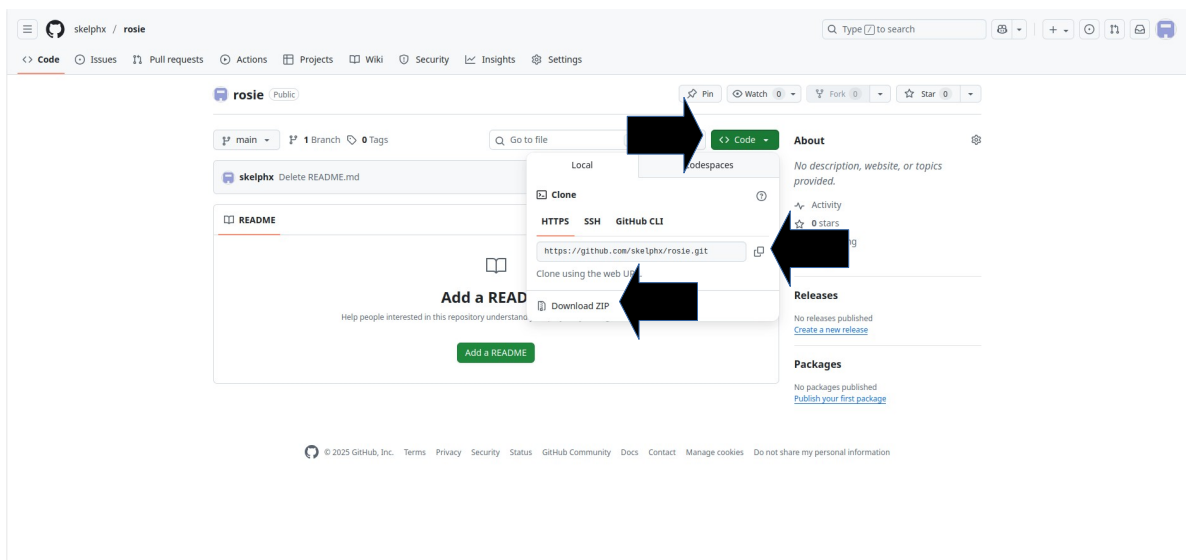 skelphx / rosie
Type / to search
Code Issues Pull requests Actions Projects Wiki Security Insights Settings
rosie Public
Pin Watch 0 Fork 0 Star 0
main 1 Branch 0 Tags
Go to file
Code
skelphx Delete README.md
Local
Codespaces
Clone
HTTPS SSH GitHub CLI
https://github.com/skelphx/rosie.git
Clone using the web
Download ZIP
README
Add a
Help people interested in this repository understand
Add a README
About
No description, website, or topics
provided.
Activity
0 stars
Releases
No releases published
Create a new release
Packages
No packages published
Publish your first package
© 2025 GitHub, Inc. Terms Privacy Security Status GitHub Community Docs Contact Manage cookies Do not share my personal information